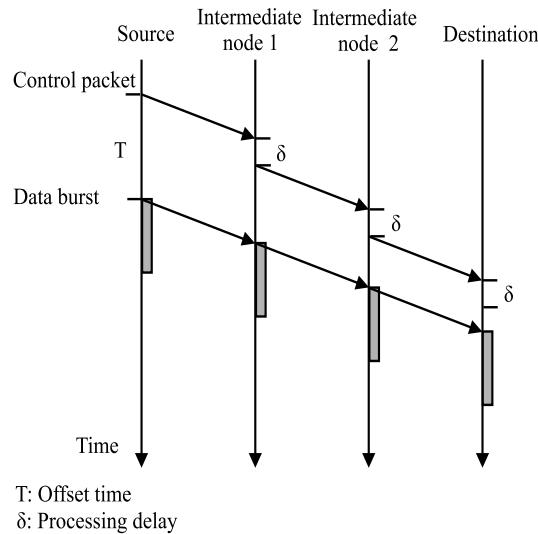 Source
Intermediate
node 1
Intermediate
node 2
Destination
Control packet
T
δ
Data burst
δ
δ
Time
T: Offset time
δ: Processing delay